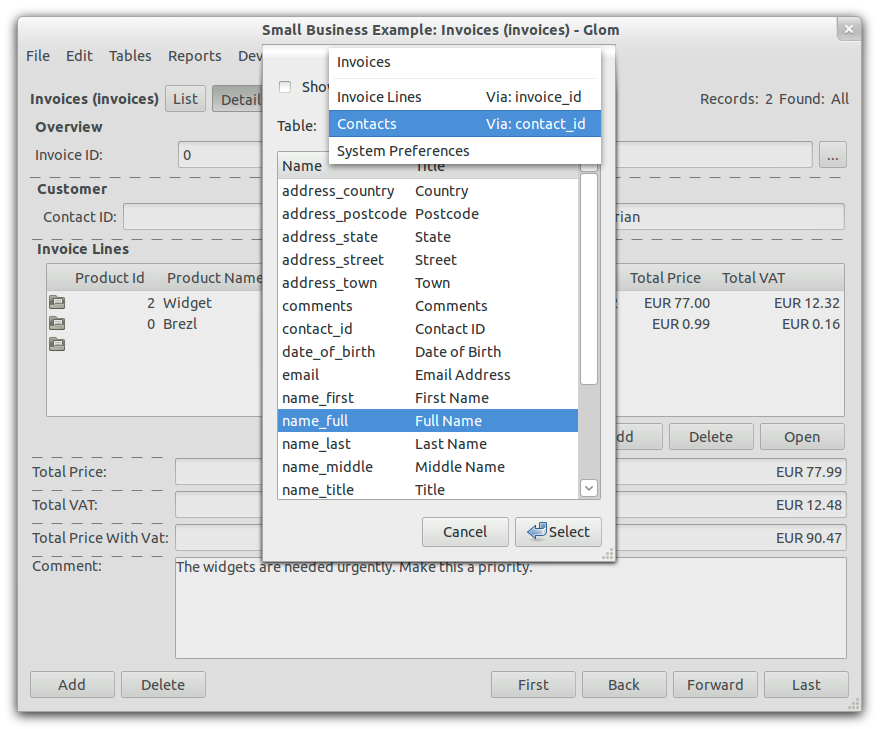 Small Business Example: Invoices (invoices) - Glom
File Edit Tables Reports
Invoices
Invoice Lines Via: invoice_id
Contacts Via: contact_id
System Preferences
Table:
Name Title
address_country Country
address_postcode Postcode
address_state State
address_street Street
address_town Town
comments Comments
contact_id Contact ID
date_of_birth Date of Birth
email Email Address
name_first First Name
name_full Full Name
name_last Last Name
name_middle Middle Name
name_title Title
Cancel Select
Invoices (invoices) List Detail Records: 2 Found: All
Overview
Invoice ID: 0 ...
Customer
Contact ID:
Invoice Lines
Product Id Product Name Total Price Total VAT
2 Widget EUR 77.00 EUR 12.32
0 Brezl EUR 0.99 EUR 0.16
Delete Open
Total Price: EUR 77.99
Total VAT: EUR 12.48
Total Price With Vat: EUR 90.47
Comment: The widgets are needed urgently. Make this a priority.
Add Delete First Back Forward Last